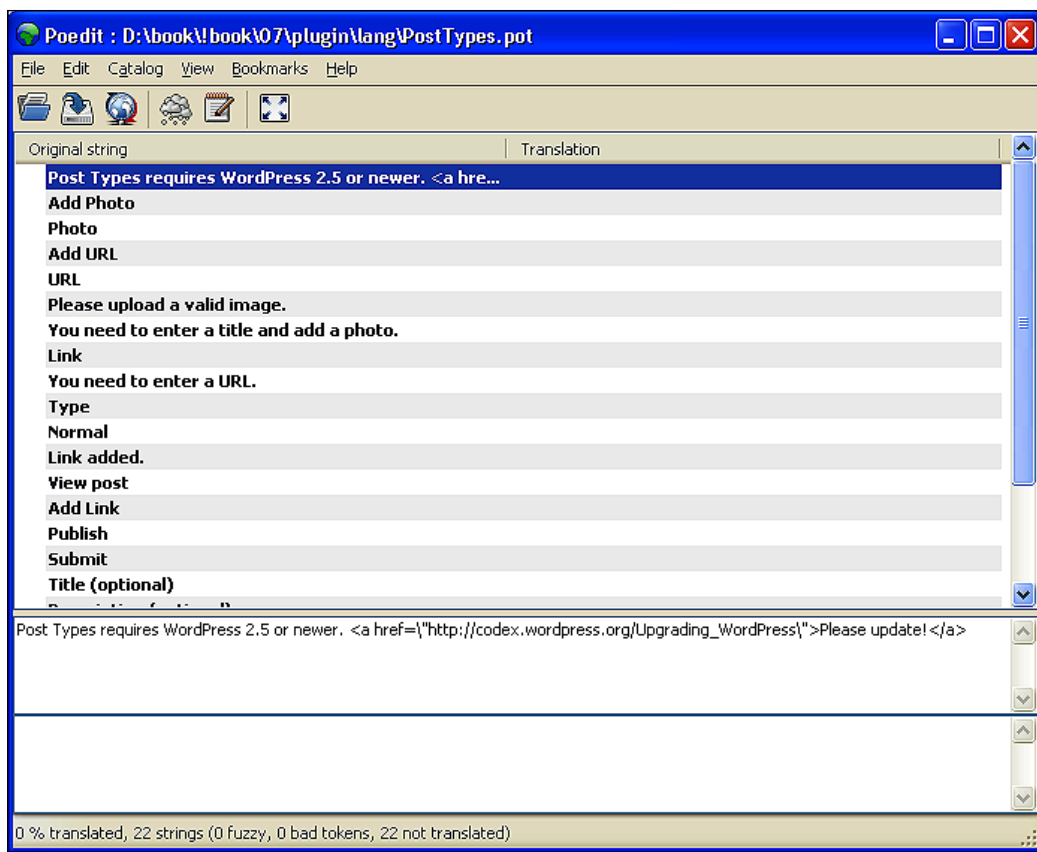 Poedit : D:\book\!book\07\plugin\lang\PostTypes.pot
File Edit Catalog View Bookmarks Help
Original string Translation
Post Types requires WordPress 2.5 or newer. <a hre...
Add Photo
Photo
Add URL
URL
Please upload a valid image.
You need to enter a title and add a photo.
Link
You need to enter a URL.
Type
Normal
Link added.
View post
Add Link
Publish
Submit
Title (optional)
Post Types requires WordPress 2.5 or newer. <a href=\"http://codex.wordpress.org/Upgrading_WordPress\">Please update!</a>
0 % translated, 22 strings (0 fuzzy, 0 bad tokens, 22 not translated)